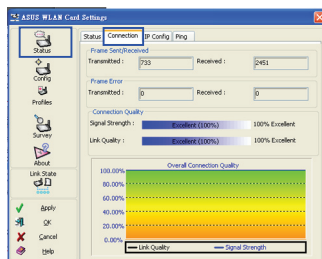 ASUS WLAN Card Settings
Status Connection IP Config Ping
Status
Config
Profiles
Survey
About
Link State
Apply
OK
Cancel
Help
Frame Sent/Received
Transmitted : 733 Received : 2451
Frame Error
Transmitted : 0 Received : 0
Connection Quality
Signal Strength : Excellent (100%) 100% Excellent
Link Quality : Excellent (100%) 100% Excellent
Overall Connection Quality
100.00%
80.00%
60.00%
40.00%
20.00%
0.00%
Link Quality Signal Strength